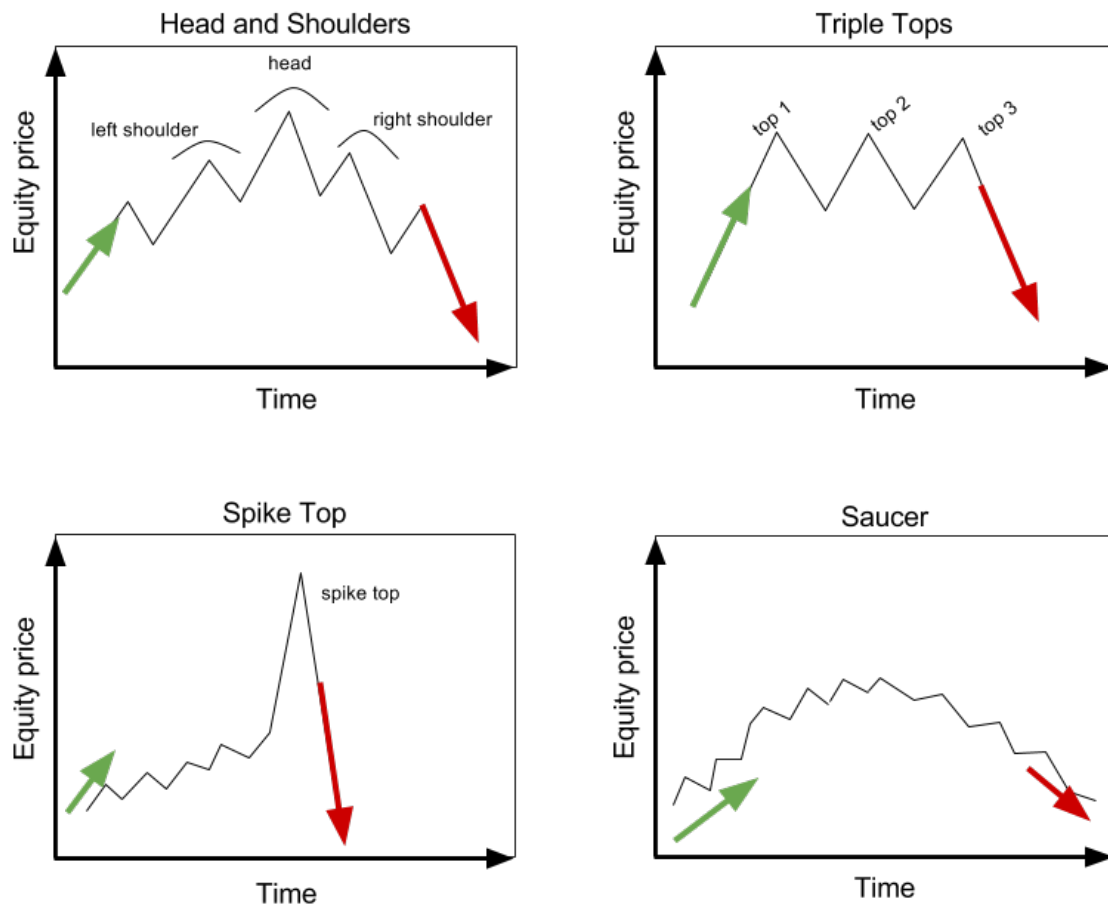 Head and Shoulders
head
left shoulder
right shoulder
Equity price
Time
Triple Tops
top 1
top 2
top 3
Equity price
Time
Spike Top
spike top
Equity price
Time
Saucer
Equity price
Time